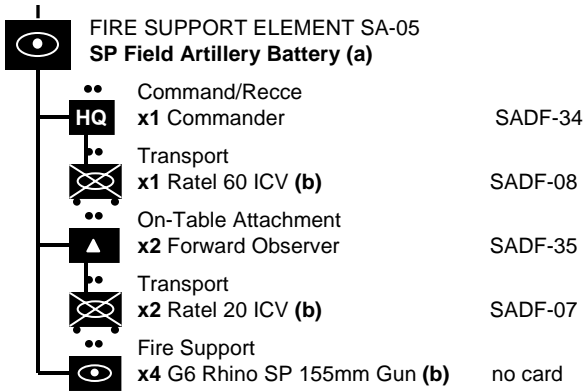 FIRE SUPPORT ELEMENT SA-05
SP Field Artillery Battery (a)
Command/Recce
HQ x1 Commander SADF-34
Transport
x1 Ratel 60 ICV (b) SADF-08
On-Table Attachment
x2 Forward Observer SADF-35
Transport
x2 Ratel 20 ICV (b) SADF-07
Fire Support
x4 G6 Rhino SP 155mm Gun (b) no card